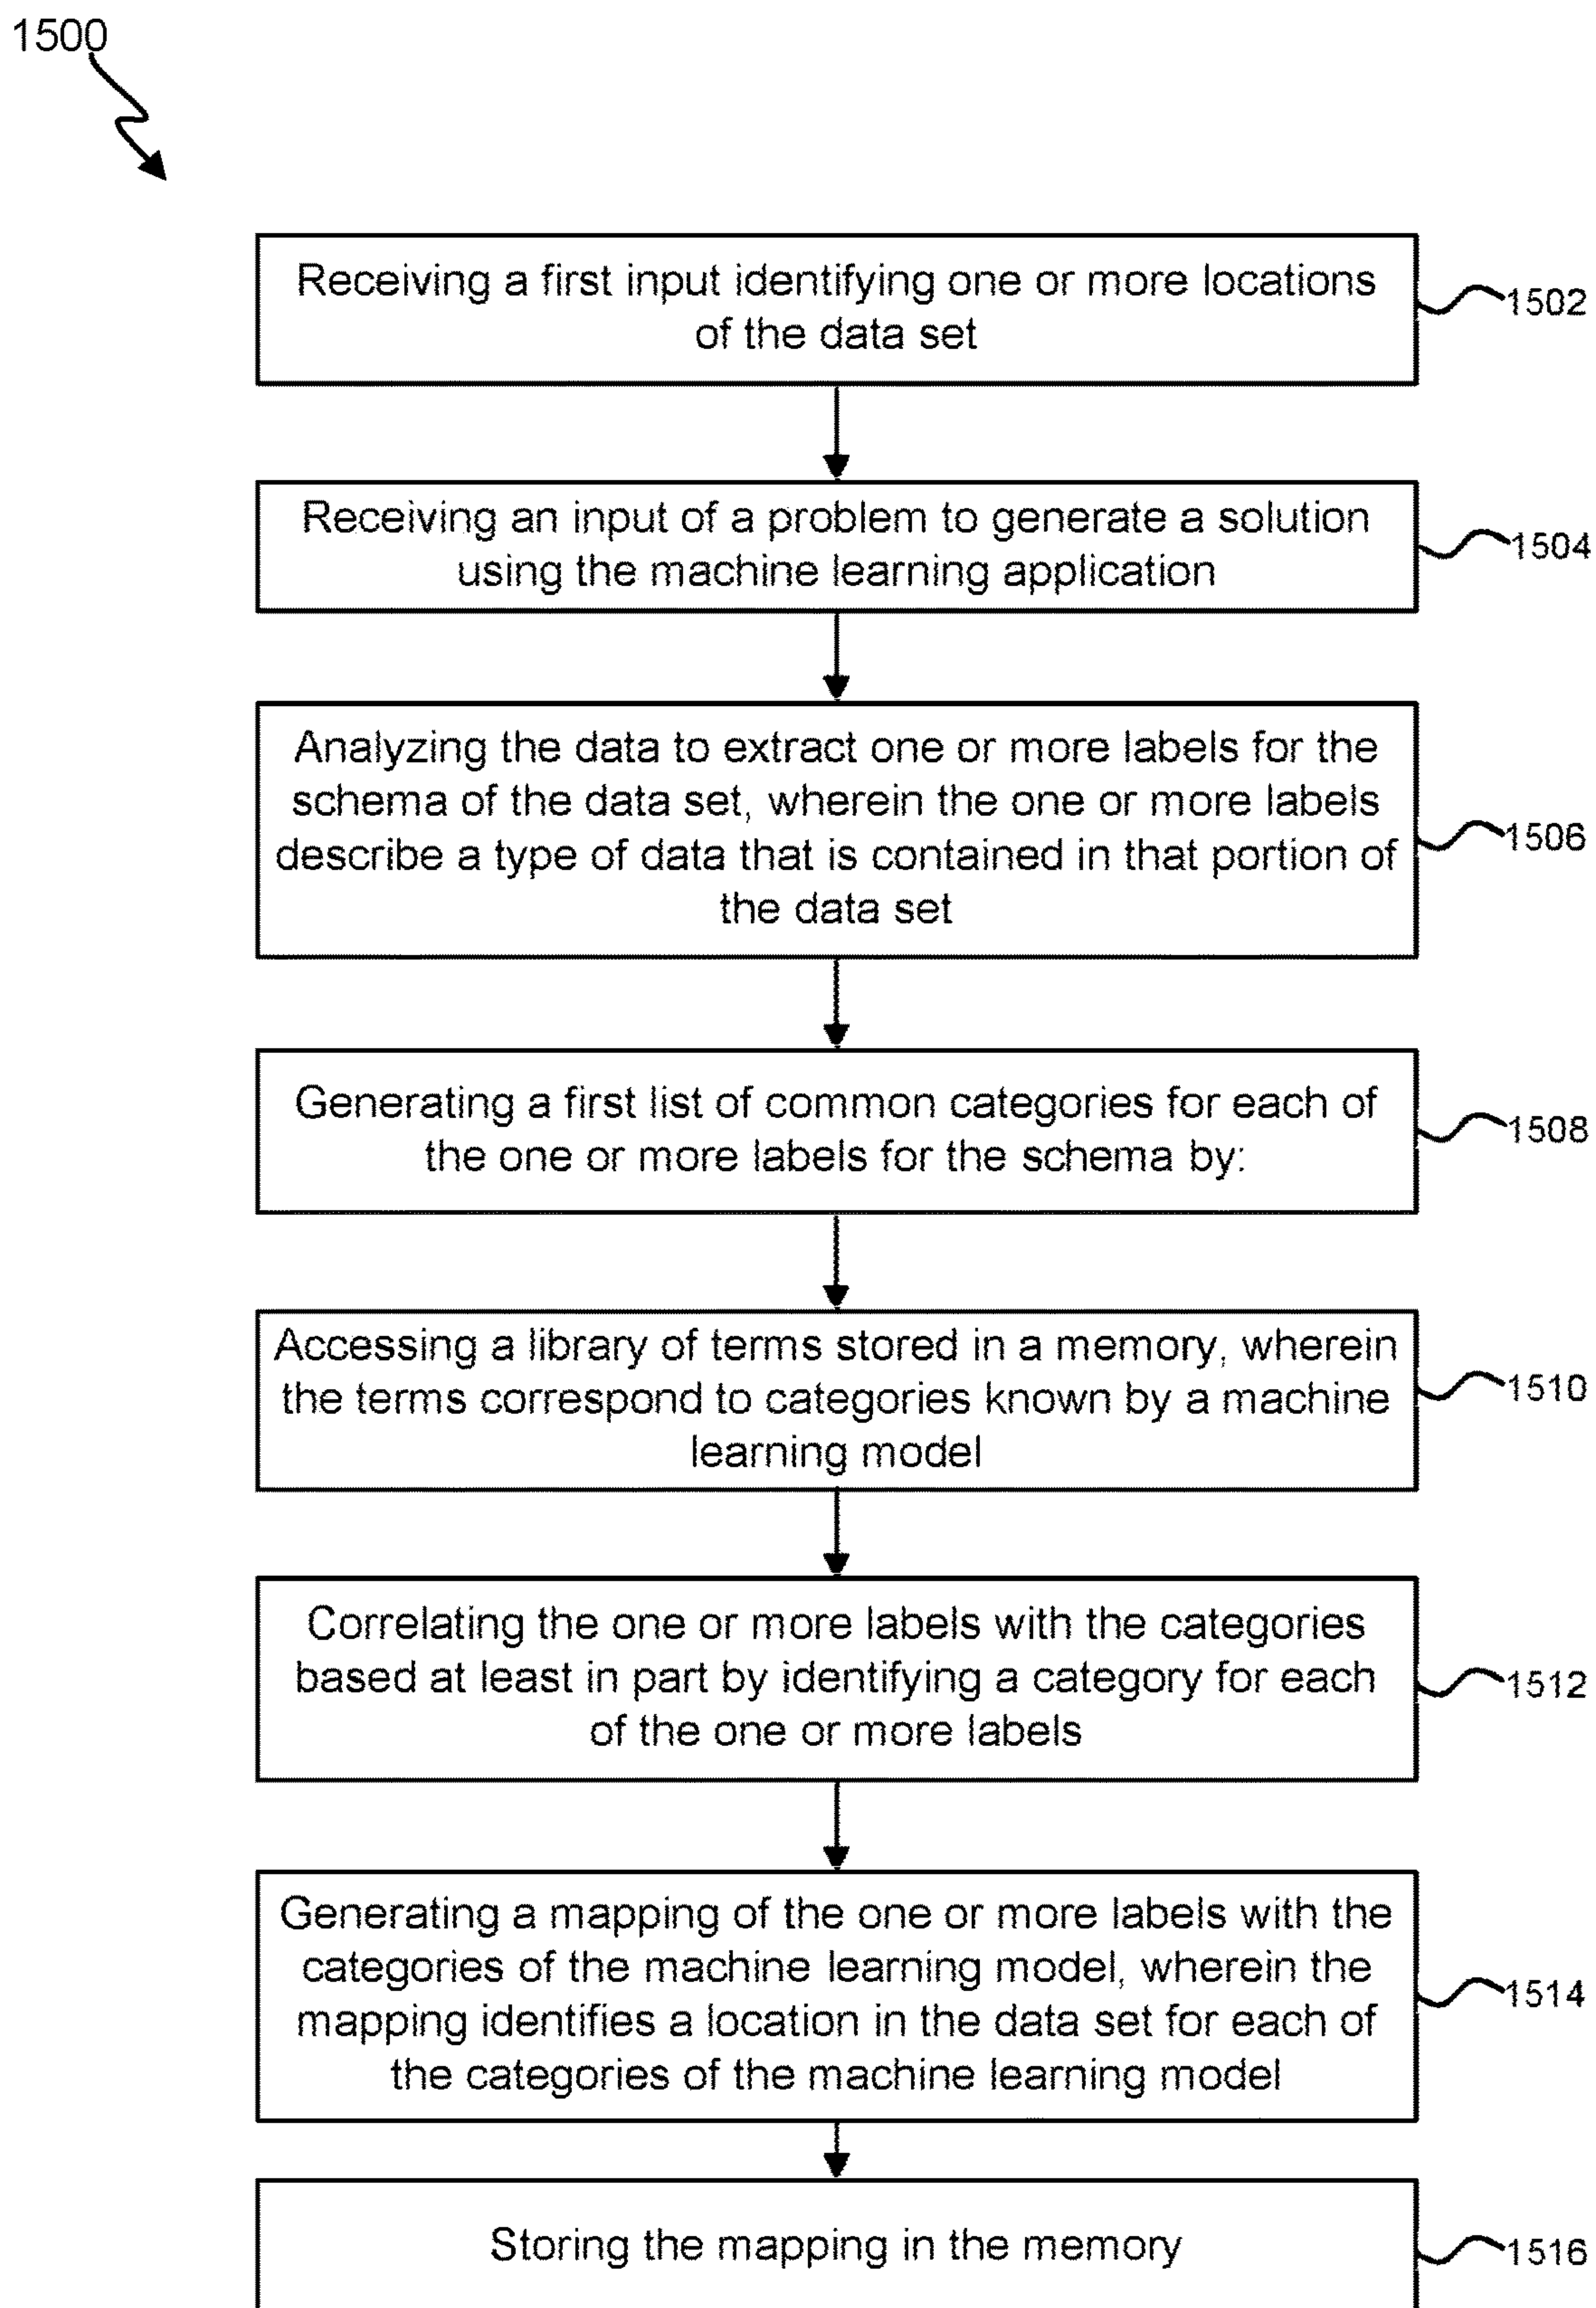 1500
Receiving a first input identifying one or more locations
of the data set
1502
Receiving an input of a problem to generate a solution
using the machine learning application
1504
Analyzing the data to extract one or more labels for the
schema of the data set, wherein the one or more labels
describe a type of data that is contained in that portion of
the data set
1506
Generating a first list of common categories for each of
the one or more labels for the schema by:
1508
Accessing a library of terms stored in a memory, wherein
the terms correspond to categories known by a machine
learning model
1510
Correlating the one or more labels with the categories
based at least in part by identifying a category for each
of the one or more labels
1512
Generating a mapping of the one or more labels with the
categories of the machine learning model, wherein the
mapping identifies a location in the data set for each of
the categories of the machine learning model
1514
Storing the mapping in the memory
1516